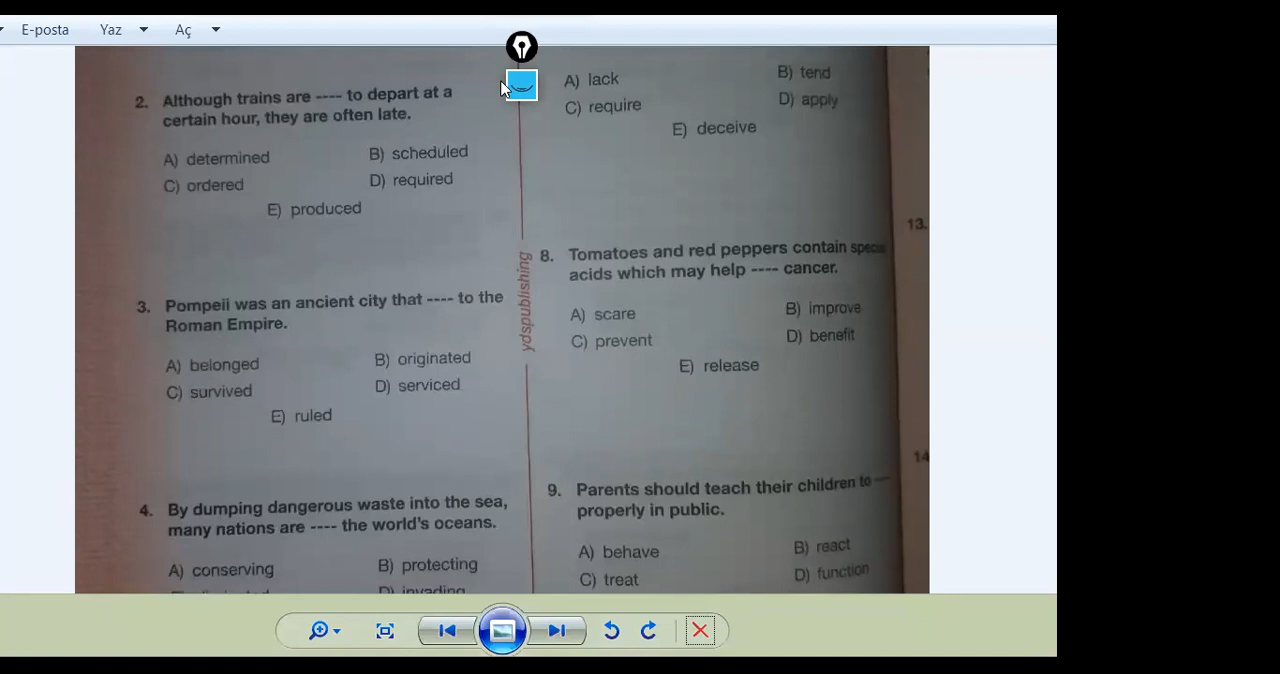 E-posta Yaz Aç
2. Although trains are ---- to depart at a
certain hour, they are often late.
A) determined B) scheduled
C) ordered D) required
E) produced
3. Pompeii was an ancient city that ---- to the
Roman Empire.
A) belonged B) originated
C) survived D) serviced
E) ruled
4. By dumping dangerous waste into the sea,
many nations are ---- the world's oceans.
A) conserving B) protecting
D) invading
ydspublishing
A) lack B) tend
C) require D) apply
E) deceive
8. Tomatoes and red peppers contain special
acids which may help ---- cancer.
A) scare B) improve
C) prevent D) benefit
E) release
9. Parents should teach their children to ----
properly in public.
A) behave B) react
C) treat D) function
13.
14